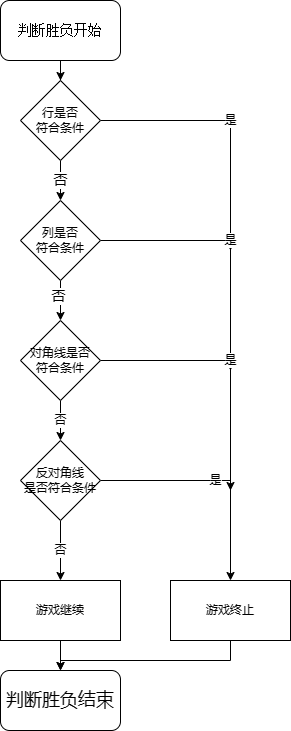 判断胜负开始
行是否
符合条件
是
否
列是否
符合条件
是
否
对角线是否
符合条件
是
否
反对角线
是否符合条件
是
否
游戏继续
游戏终止
判断胜负结束